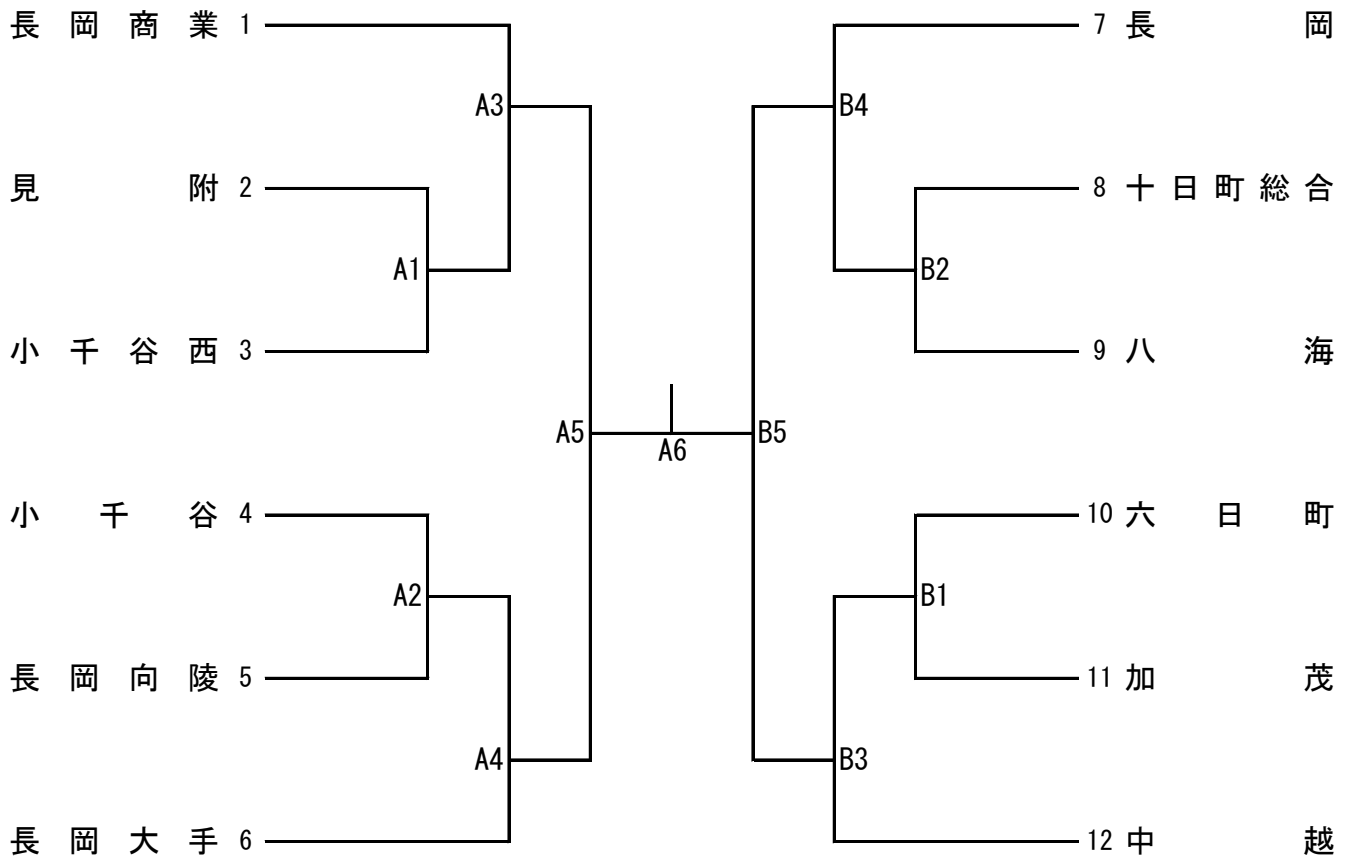 長岡商業 1
A3
見附 2
A1
小千谷西 3
A5
小千谷 4
A2
長岡向陵 5
A4
長岡大手 6
A6
7 長岡
B4
8 十日町総合
B2
9 八海
B5
10 六日町
B1
11 加茂
B3
12 中越